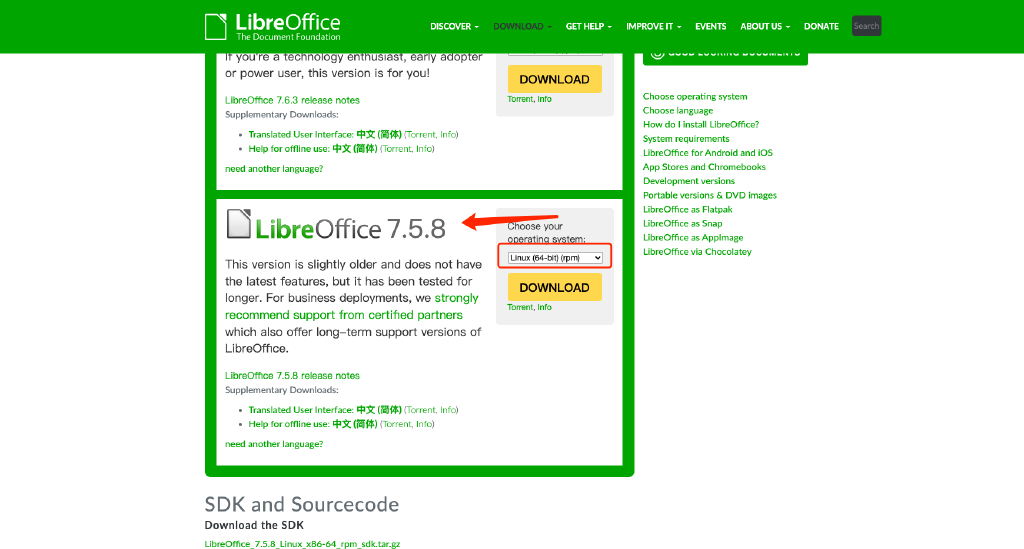 LibreOffice
The Document Foundation
DISCOVER
DOWNLOAD
GET HELP
IMPROVE IT
EVENTS
ABOUT US
DONATE
Search
If you're a technology enthusiast, early adopter
or power user, this version is for you!
DOWNLOAD
Torrent, Info
LibreOffice 7.6.3 release notes
Supplementary Downloads:
Translated User Interface: 中文 (简体) (Torrent, Info)
Help for offline use: 中文 (简体) (Torrent, Info)
need another language?
GOOD LOOKING DOCUMENTS
Choose operating system
Choose language
How do I install LibreOffice?
System requirements
LibreOffice for Android and iOS
App Stores and Chromebooks
Development versions
Portable versions & DVD images
LibreOffice as Flatpak
LibreOffice as Snap
LibreOffice as AppImage
LibreOffice via Chocolatey
LibreOffice 7.5.8
Choose your
operating system:
Linux (64-bit) (rpm)
DOWNLOAD
Torrent, Info
This version is slightly older and does not have
the latest features, but it has been tested for
longer. For business deployments, we strongly
recommend support from certified partners
which also offer long-term support versions of
LibreOffice.
LibreOffice 7.5.8 release notes
Supplementary Downloads:
Translated User Interface: 中文 (简体) (Torrent, Info)
Help for offline use: 中文 (简体) (Torrent, Info)
need another language?
SDK and Sourcecode
Download the SDK
LibreOffice_7.5.8_Linux_x86-64_rpm_sdk.tar.gz